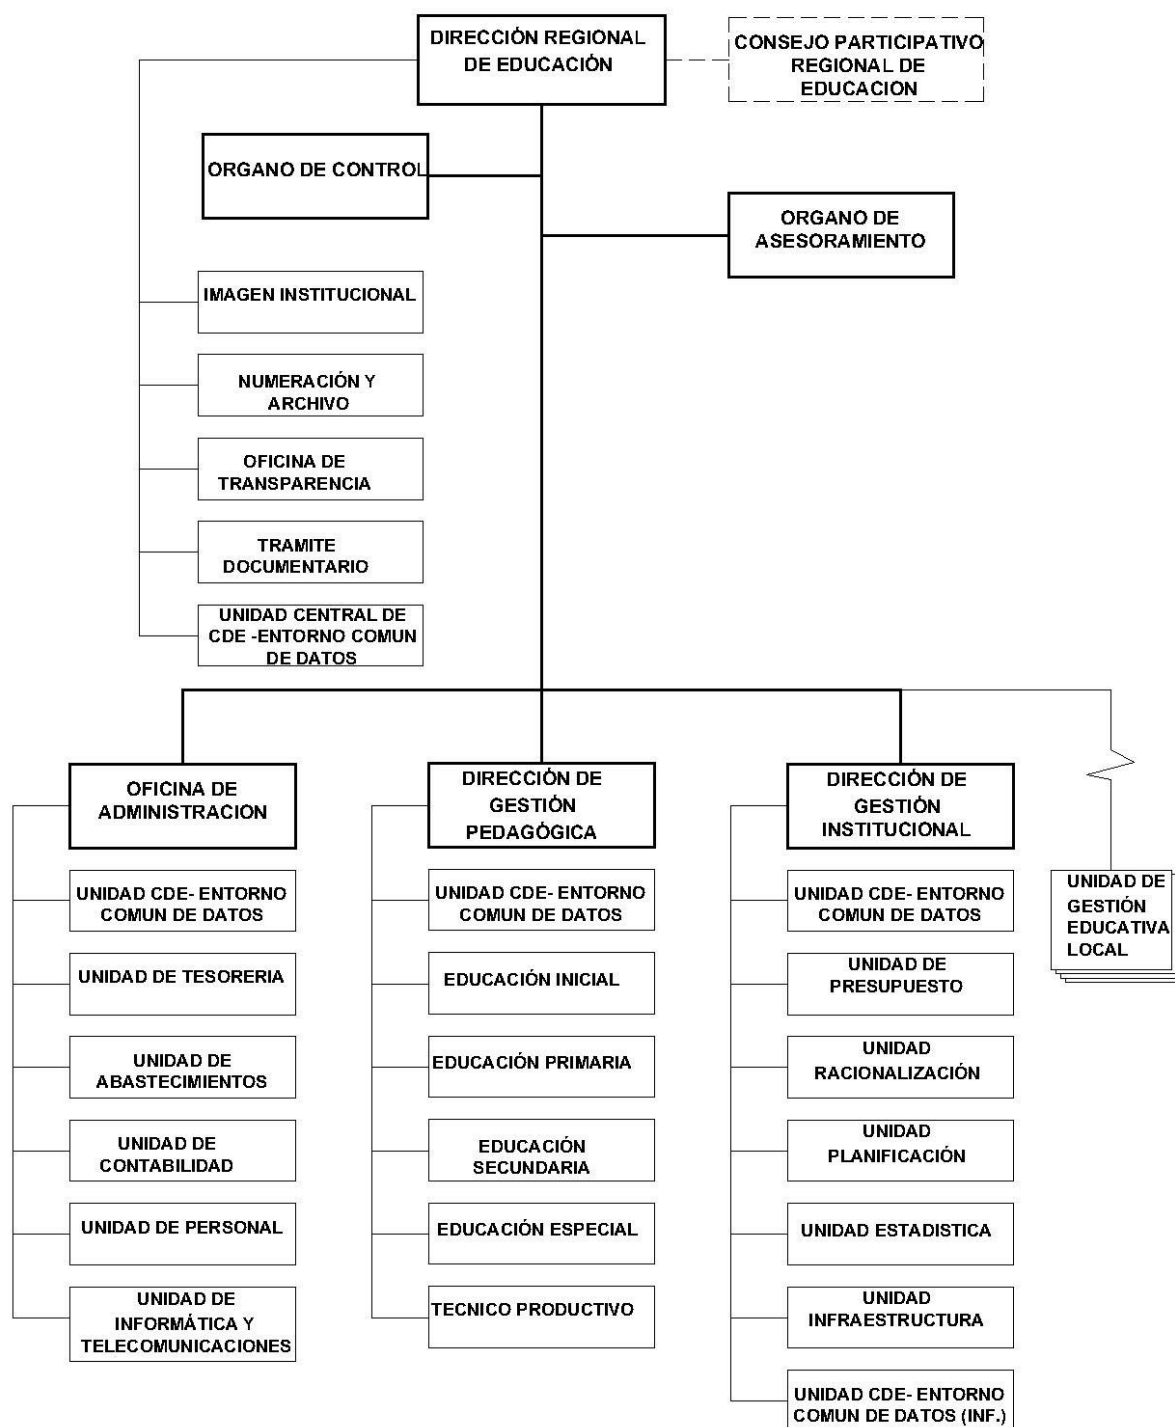 DIRECCIÓN REGIONAL
DE EDUCACIÓN
CONSEJO PARTICIPATIVO
REGIONAL DE
EDUCACION
ORGANO DE CONTROL
ORGANO DE
ASESORAMIENTO
IMAGEN INSTITUCIONAL
NUMERACIÓN Y
ARCHIVO
OFICINA DE
TRANSPARENCIA
TRAMITE
DOCUMENTARIO
UNIDAD CENTRAL DE
CDE -ENTORNO COMUN
DE DATOS
OFICINA DE
ADMINISTRACION
UNIDAD CDE- ENTORNO
COMUN DE DATOS
UNIDAD DE TESORERIA
UNIDAD DE
ABASTECIMIENTOS
UNIDAD DE
CONTABILIDAD
UNIDAD DE PERSONAL
UNIDAD DE
INFORMÁTICA Y
TELECOMUNICACIONES
DIRECCIÓN DE
GESTIÓN
PEDAGÓGICA
UNIDAD CDE- ENTORNO
COMUN DE DATOS
EDUCACIÓN INICIAL
EDUCACIÓN PRIMARIA
EDUCACIÓN
SECUNDARIA
EDUCACIÓN ESPECIAL
TECNICO PRODUCTIVO
DIRECCIÓN DE
GESTIÓN
INSTITUCIONAL
UNIDAD CDE- ENTORNO
COMUN DE DATOS
UNIDAD DE
PRESUPUESTO
UNIDAD
RACIONALIZACIÓN
UNIDAD
PLANIFICACIÓN
UNIDAD ESTADISTICA
UNIDAD
INFRAESTRUCTURA
UNIDAD CDE- ENTORNO
COMUN DE DATOS (INF.)
UNIDAD DE
GESTIÓN
EDUCATIVA
LOCAL